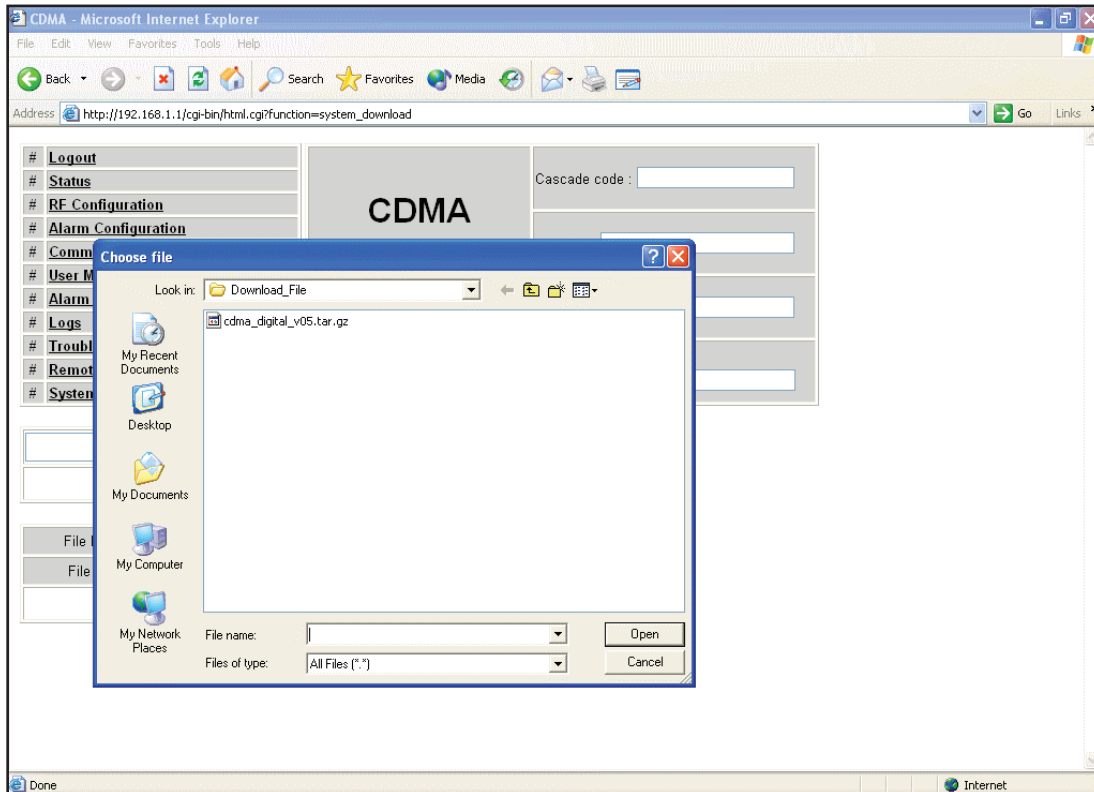 CDMA - Microsoft Internet Explorer
File Edit View Favorites Tools Help
Back Search Favorites Media
Address http://192.168.1.1/cgi-bin/html.cgi?function=system_download Go Links
# Logout
# Status
# RF Configuration
# Alarm Configuration
# Comm
# User M
# Alarm
# Logs
# Troubl
# Remot
# System
CDMA
Cascade code :
File
File
Choose file
Look in: Download_File
cdma_digital_v05.tar.gz
My Recent
Documents
Desktop
My Documents
My Computer
My Network
Places
File name: Open
Files of type: All Files (*.*) Cancel
Done Internet